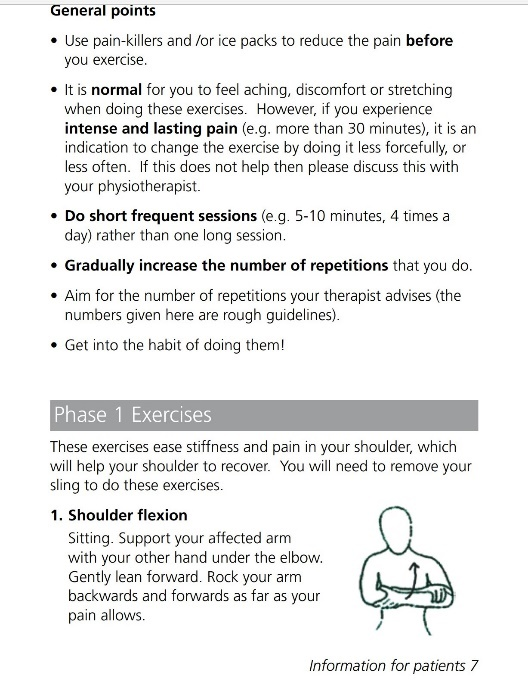 General points
• Use pain-killers and /or ice packs to reduce the pain before
you exercise.
• It is normal for you to feel aching, discomfort or stretching
when doing these exercises. However, if you experience
intense and lasting pain (e.g. more than 30 minutes), it is an
indication to change the exercise by doing it less forcefully, or
less often. If this does not help then please discuss this with
your physiotherapist.
• Do short frequent sessions (e.g. 5-10 minutes, 4 times a
day) rather than one long session.
• Gradually increase the number of repetitions that you do.
• Aim for the number of repetitions your therapist advises (the
numbers given here are rough guidelines).
• Get into the habit of doing them!
Phase 1 Exercises
These exercises ease stiffness and pain in your shoulder, which
will help your shoulder to recover. You will need to remove your
sling to do these exercises.
1. Shoulder flexion
Sitting. Support your affected arm
with your other hand under the elbow.
Gently lean forward. Rock your arm
backwards and forwards as far as your
pain allows.
Information for patients 7